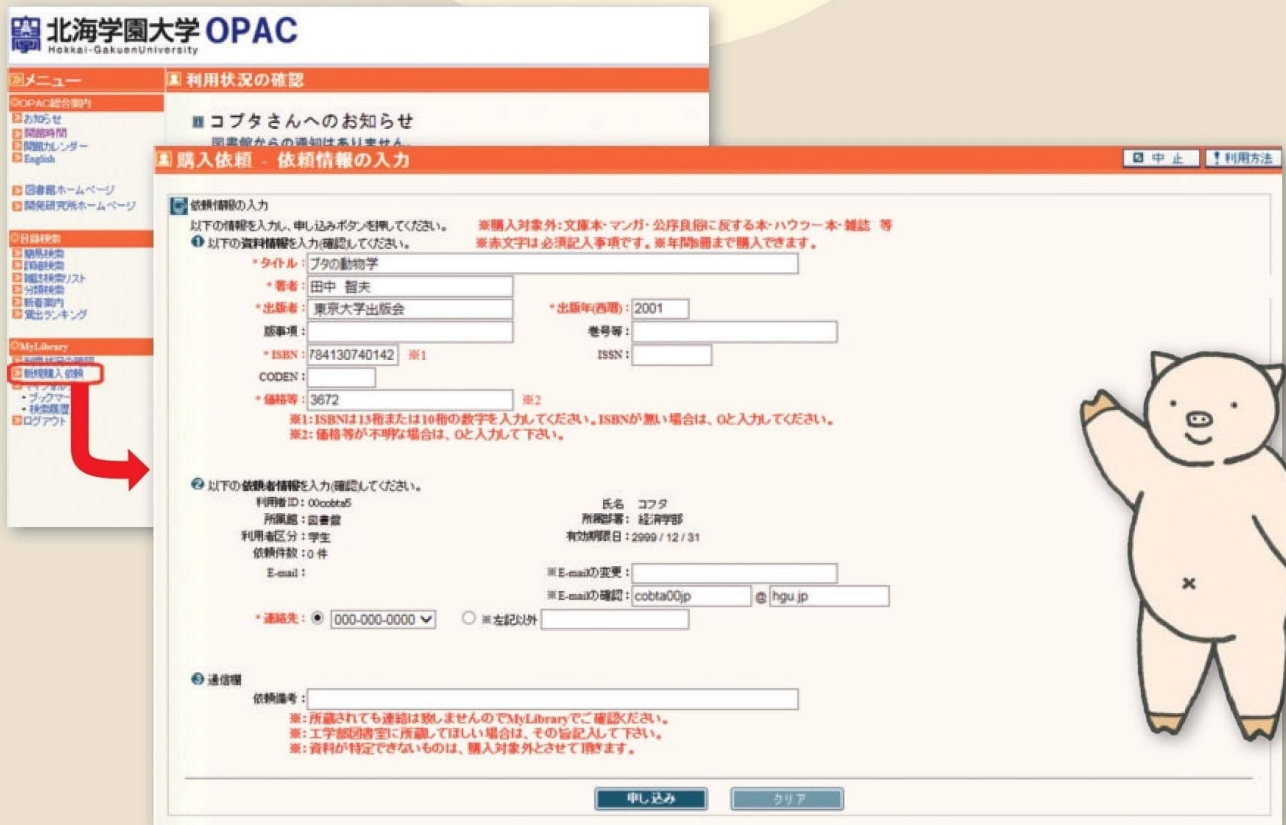 北海学園大学 OPAC
Hokkai-GakuenUniversity
メニュー
OPAC総合案内
お知らせ
開館時間
開館カレンダー
English
図書館ホームページ
開発研究所ホームページ
目録検索
簡易検索
詳細検索
雑誌検索リスト
分類検索
新着案内
貸出ランキング
MyLibrary
利用状況の確認
新規購入依頼
・ブックマー
・検索履歴
ログアウト
利用状況の確認
コブタさんへのお知らせ
図書館からの通知はありません。
購入依頼 - 依頼情報の入力
中 止
!利用方法
依頼情報の入力
以下の情報を入力し、申し込みボタンを押してください。 ※購入対象外:文庫本・マンガ・公序良俗に反する本・ハウツー本・雑誌 等
❶ 以下の資料情報を入力(確認)してください。 ※赤文字は必須記入事項です。※年間8冊まで購入できます。
*タイトル : ブタの動物学
*著者 : 田中 智夫
*出版者 : 東京大学出版会 *出版年(西暦) : 2001
版事項 : 巻号等 :
*ISBN : 784130740142 ※1 ISSN :
CODEN :
*価格等 : 3672 ※2
※1:ISBNは13桁または10桁の数字を入力してください。ISBNが無い場合は、0と入力してください。
※2:価格等が不明な場合は、0と入力して下さい。
❷ 以下の依頼者情報を入力(確認)してください。
利用者ID : 00cobta5 氏名 コブタ
所属館 : 図書館 所属部署 : 経済学部
利用者区分 : 学生 有効期限日 : 2999 / 12 / 31
依頼件数 : 0 件
E-mail : ※E-mailの変更 :
※E-mailの確認 : cobta00jp @ hgu.jp
*連絡先 : 000-000-0000 ※左記以外
❸ 通信欄
依頼備考 :
※:所蔵されても連絡は致しませんのでMyLibraryでご確認ください。
※:工学部図書室に所蔵してほしい場合は、その旨記入して下さい。
※:資料が特定できないものは、購入対象外とさせて頂きます。
申し込み
クリア